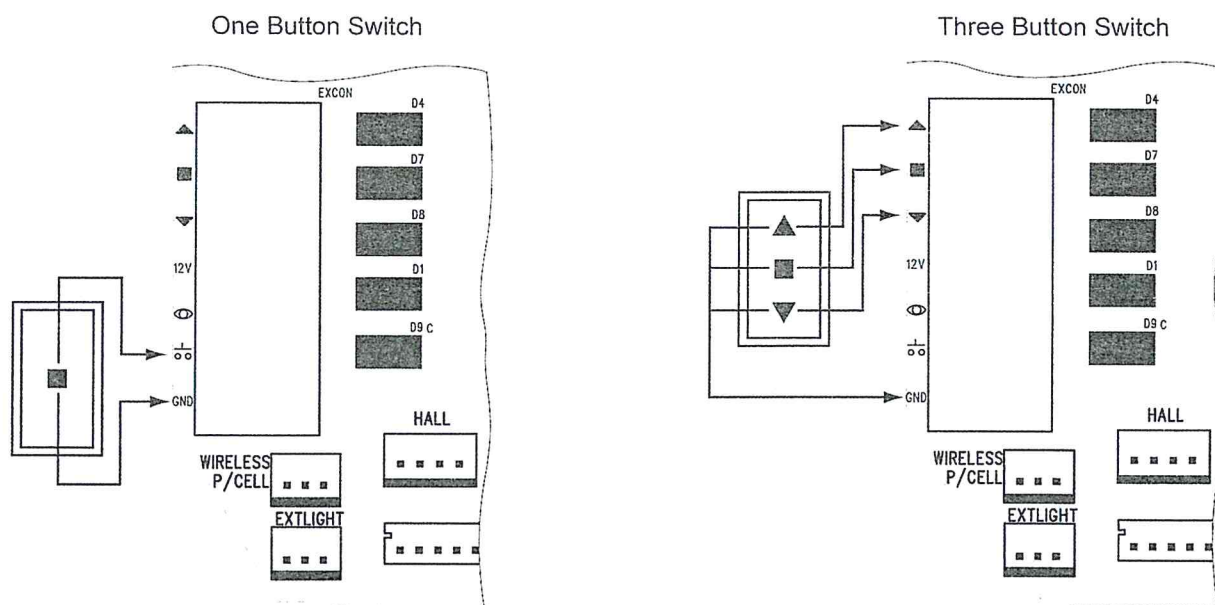 One Button Switch
EXCON
D4
D7
D8
12V
D1
D9 C
GND
HALL
WIRELESS
P/CELL
EXTLIGHT
Three Button Switch
EXCON
D4
D7
D8
12V
D1
D9 C
GND
HALL
WIRELESS
P/CELL
EXTLIGHT